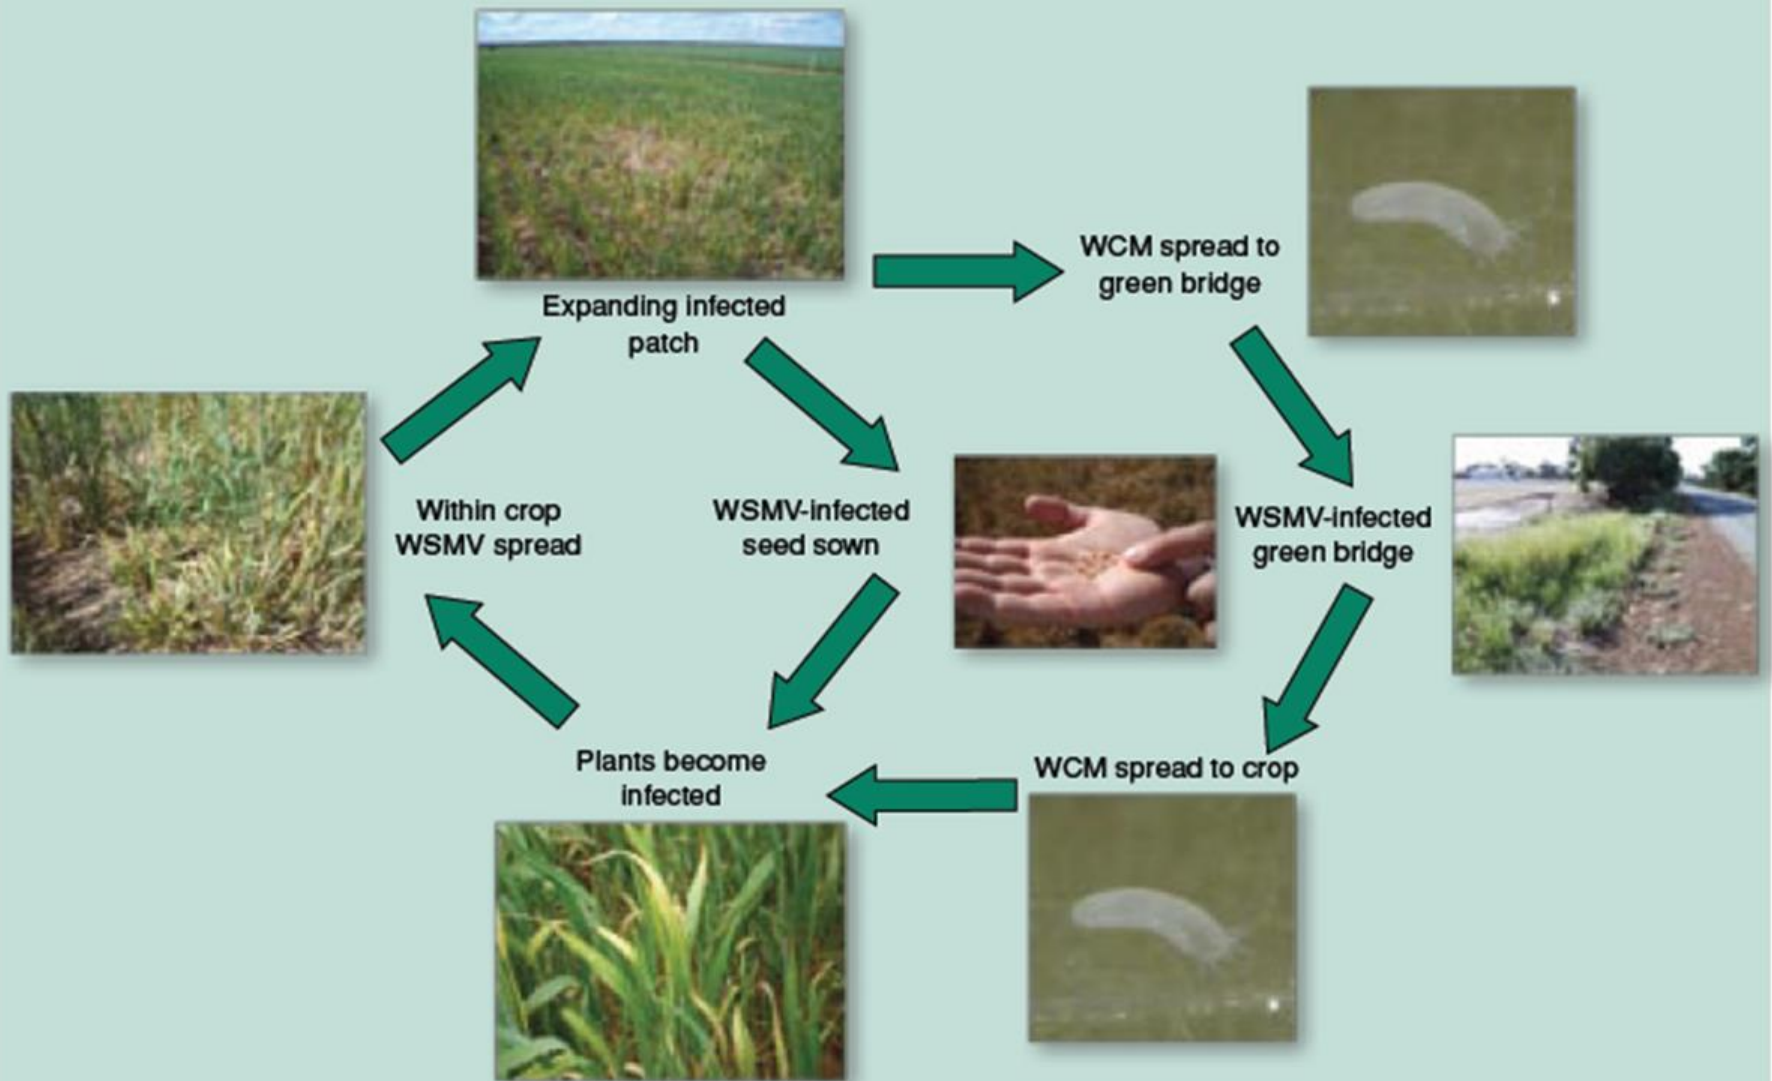 Expanding infected
patch
WCM spread to
green bridge
Within crop
WSMV spread
WSMV-infected
seed sown
WSMV-infected
green bridge
Plants become
infected
WCM spread to crop